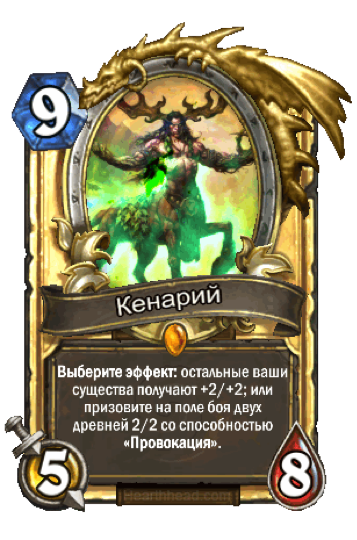 9
Кенарий
Выберите эффект: остальные ваши
существа получают +2/+2; или
призовите на поле боя двух
древней 2/2 со способностью
«Провокация».
5
8
Hearthhead.com